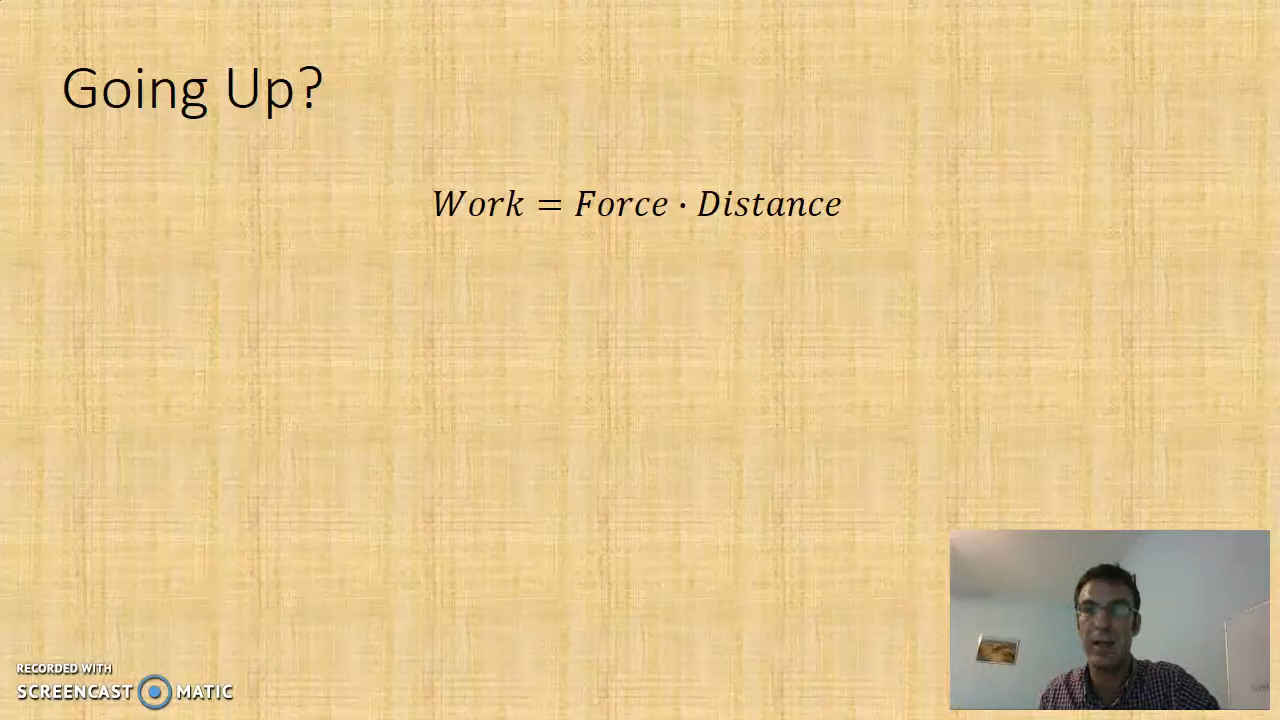 Going Up?
Work = Force · Distance
RECORDED WITH
SCREENCAST MATIC